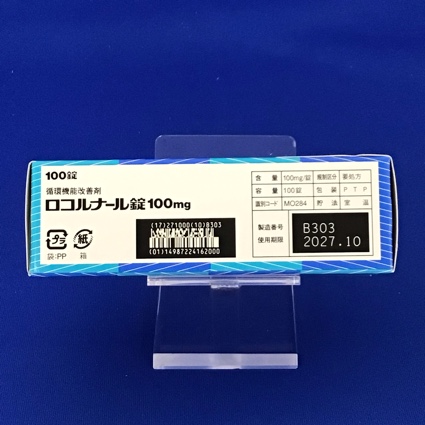 100錠
循環機能改善剤
ロコルナール錠100mg
(17)271000(10)B303
(01)14987224162000
プラ
紙
袋:PP
箱
含量 100mg/錠 規制区分 要処方
容量 100錠 包装 PTP
識別コード MO284 貯法 室温
製造番号 B303
使用期限 2027.10